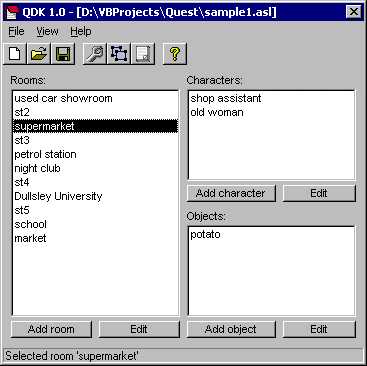 QDK 1.0 - [D:\VBProjects\Quest\sample1.asl]
File View Help
Rooms:
used car showroom
st2
supermarket
st3
petrol station
night club
st4
Dullsley University
st5
school
market
Add room
Edit
Characters:
shop assistant
old woman
Add character
Edit
Objects:
potato
Add object
Edit
Selected room 'supermarket'